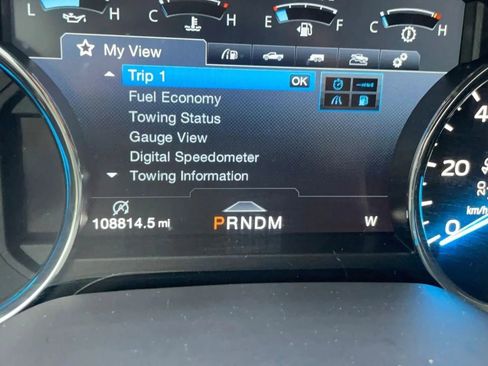 L H E F C H
My View
Trip 1 OK
Fuel Economy
Towing Status
Gauge View
Digital Speedometer
Towing Information
108814.5 mi PRNDM W
20
km/h
0